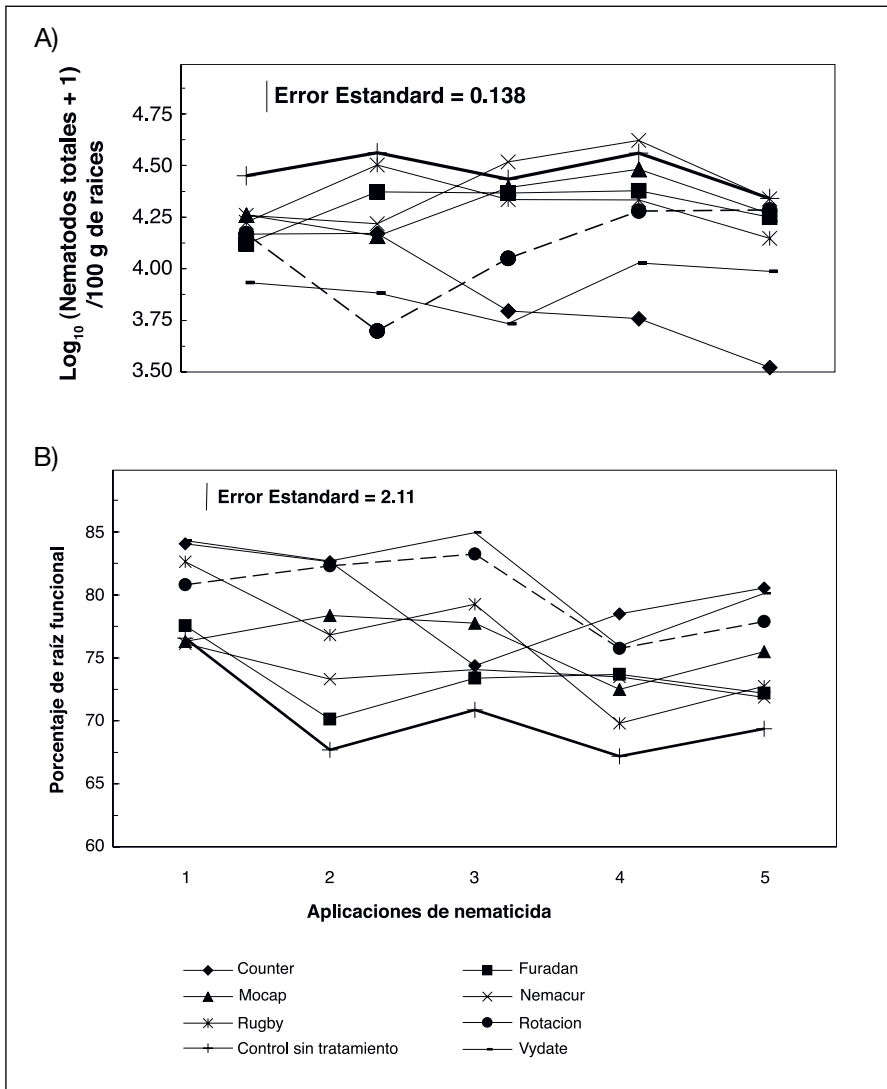 A)
Error Estandard = 0.138
Log₁₀ (Nematodos totales + 1)
/100 g de raices
4.75
4.50
4.25
4.00
3.75
3.50
B)
Error Estandard = 2.11
Porcentaje de raíz funcional
85
80
75
70
65
60
1 2 3 4 5
Aplicaciones de nematicida
Counter Furadan
Mocap Nemacur
Rugby Rotacion
Control sin tratamiento Vydate